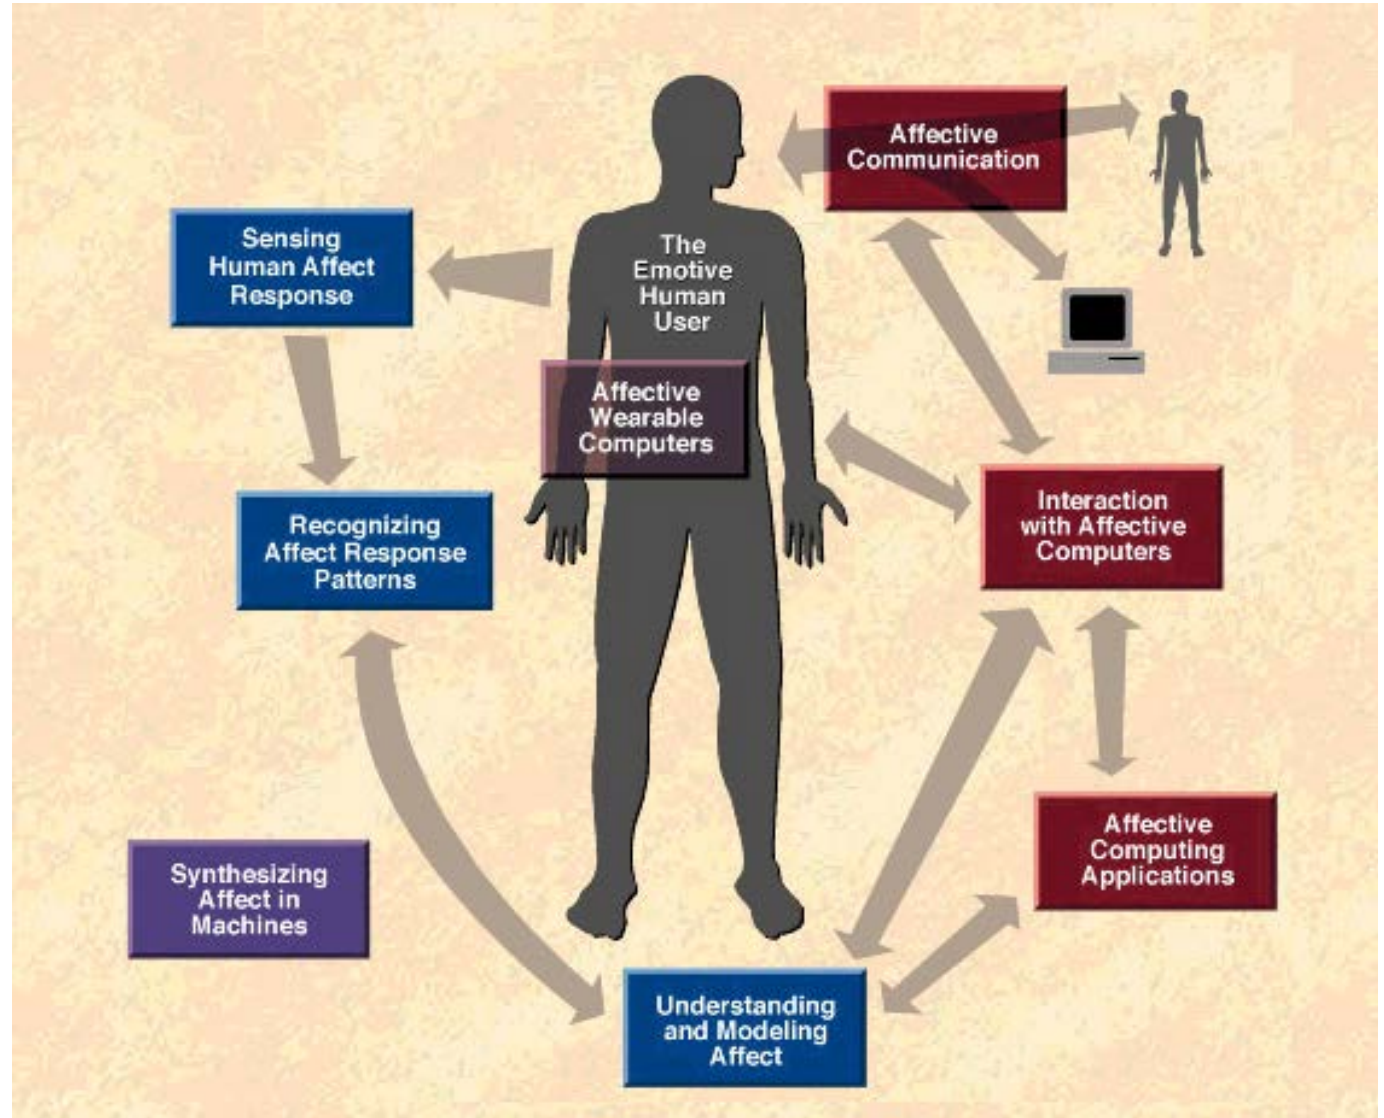 Affective
Communication
Sensing
Human Affect
Response
The
Emotive
Human
User
Affective
Wearable
Computers
Recognizing
Affect Response
Patterns
Interaction
with Affective
Computers
Affective
Computing
Applications
Synthesizing
Affect in
Machines
Understanding
and Modeling
Affect